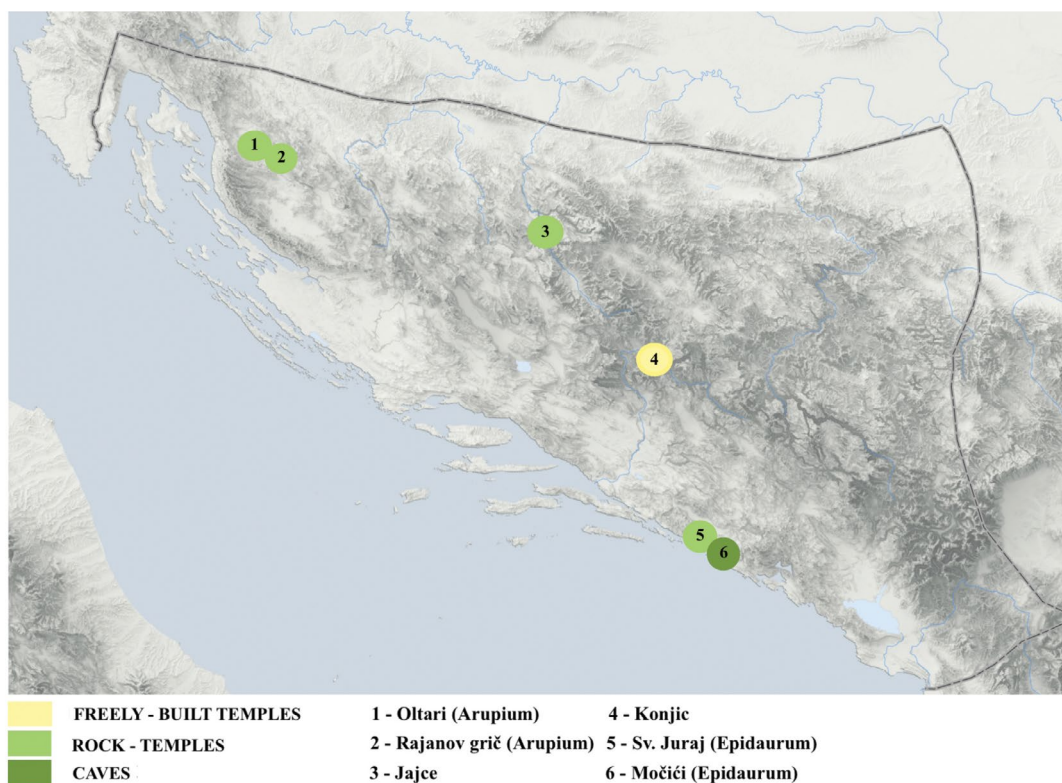 1
2
3
4
5
6
FREELY - BUILT TEMPLES
ROCK - TEMPLES
CAVES
1 - Oltari (Arupium)
2 - Rajanov grič (Arupium)
3 - Jajce
4 - Konjic
5 - Sv. Juraj (Epidaurum)
6 - Močići (Epidaurum)